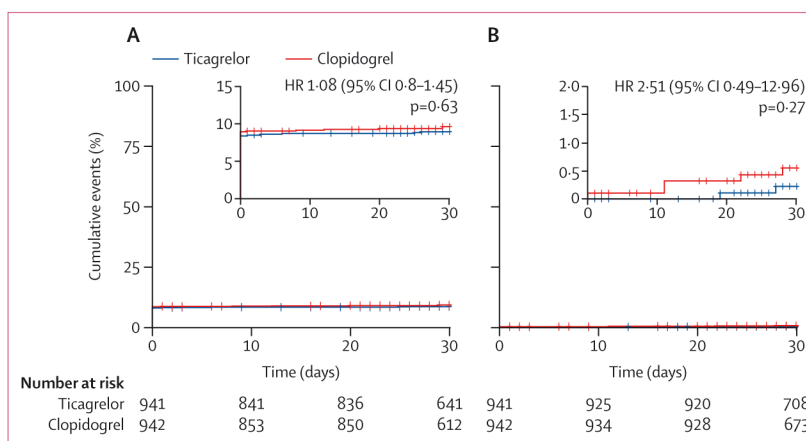 A
B
Ticagrelor
Clopidogrel
Cumulative events (%)
100
75
50
25
0
0
10
20
30
Time (days)
15
10
5
0
0
10
20
30
HR 1·08 (95% CI 0·8–1·45)
p=0·63
0
10
20
30
Time (days)
2·0
1·5
1·0
0·5
0
0
10
20
30
HR 2·51 (95% CI 0·49–12·96)
p=0·27
Number at risk
Ticagrelor 941 841 836 641 941 925 920 708
Clopidogrel 942 853 850 612 942 934 928 673